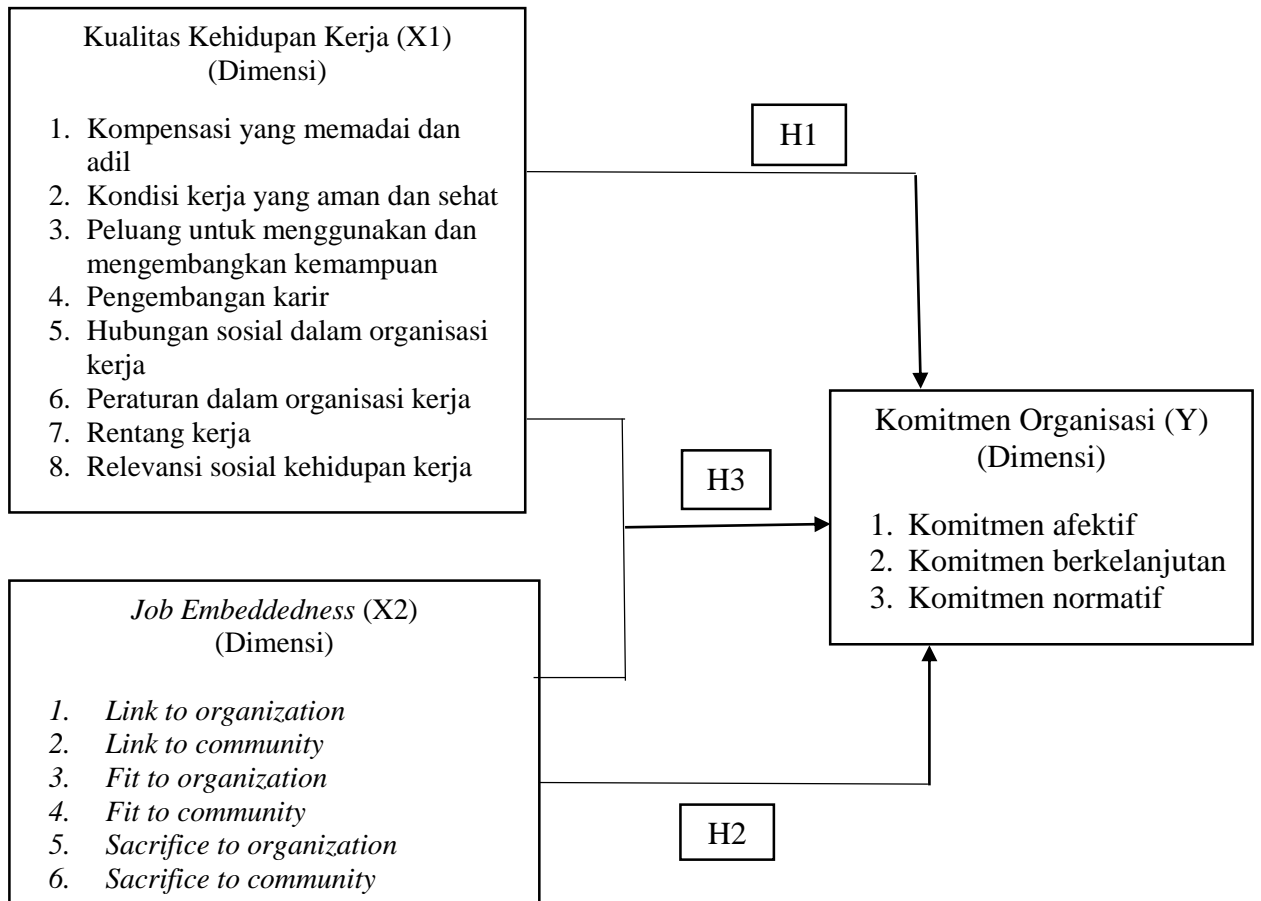 Kualitas Kehidupan Kerja (X1)
(Dimensi)
1. Kompensasi yang memadai dan
adil
2. Kondisi kerja yang aman dan sehat
3. Peluang untuk menggunakan dan
mengembangkan kemampuan
4. Pengembangan karir
5. Hubungan sosial dalam organisasi
kerja
6. Peraturan dalam organisasi kerja
7. Rentang kerja
8. Relevansi sosial kehidupan kerja
H1
H3
Komitmen Organisasi (Y)
(Dimensi)
1. Komitmen afektif
2. Komitmen berkelanjutan
3. Komitmen normatif
Job Embeddedness (X2)
(Dimensi)
1. Link to organization
2. Link to community
3. Fit to organization
4. Fit to community
5. Sacrifice to organization
6. Sacrifice to community
H2